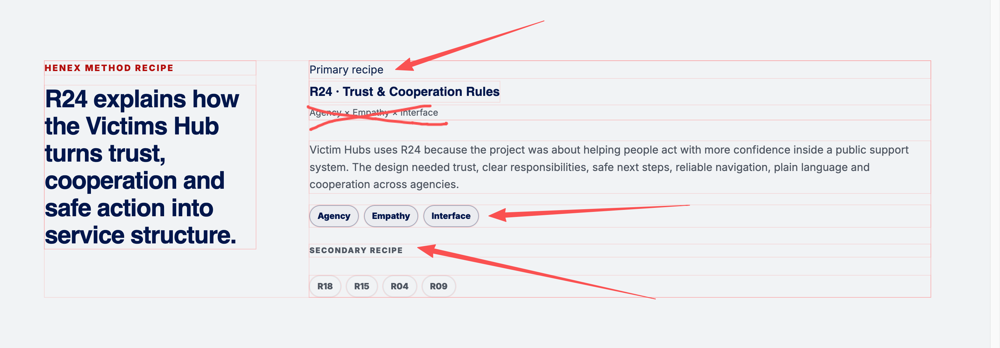 HENEX METHOD RECIPE
R24 explains how
the Victims Hub
turns trust,
cooperation and
safe action into
service structure.
Primary recipe
R24 · Trust & Cooperation Rules
Agency × Empathy × Interface
Victim Hubs uses R24 because the project was about helping people act with more confidence inside a public support
system. The design needed trust, clear responsibilities, safe next steps, reliable navigation, plain language and
cooperation across agencies.
Agency Empathy Interface
SECONDARY RECIPE
R18 R15 R04 R09